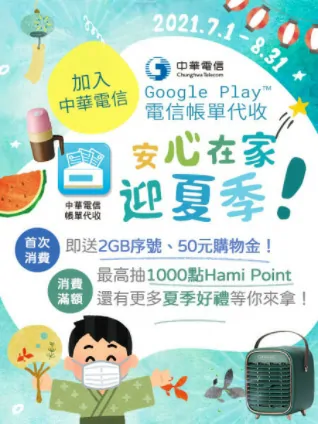 2021.7.1-8.31
加入
中華電信
中華電信
Chunghwa Telecom
Google Play™
電信帳單代收
中華電信
帳單代收
安心在家
迎夏季！
首次
消費
即送2GB序號、50元購物金！
消費
滿額
最高抽1000點Hami Point
還有更多夏季好禮等你來拿！